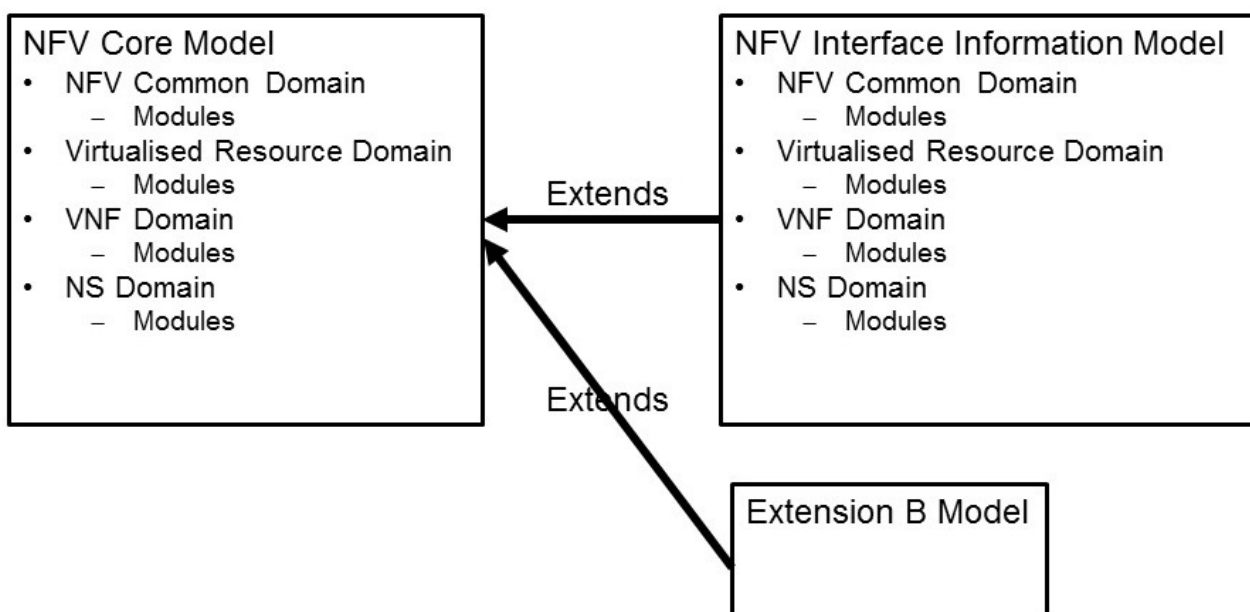 NFV Core Model
• NFV Common Domain
– Modules
• Virtualised Resource Domain
– Modules
• VNF Domain
– Modules
• NS Domain
– Modules
Extends
Extends
NFV Interface Information Model
• NFV Common Domain
– Modules
• Virtualised Resource Domain
– Modules
• VNF Domain
– Modules
• NS Domain
– Modules
Extension B Model